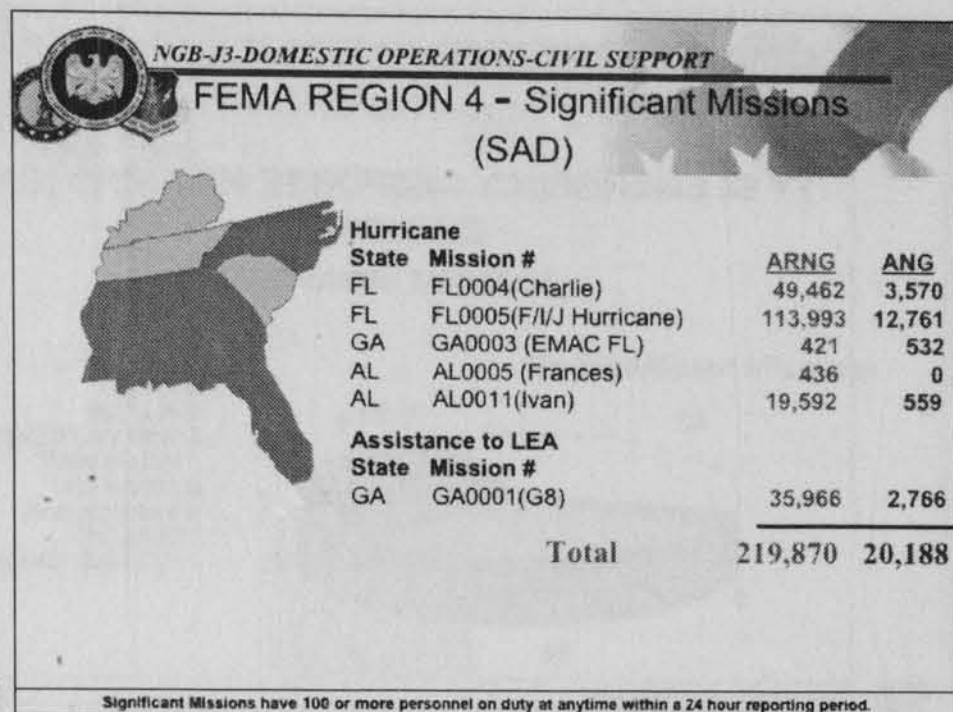 NGB-J3-DOMESTIC OPERATIONS-CIVIL SUPPORT
FEMA REGION 4 - Significant Missions
(SAD)
Hurricane
State Mission # ARNG ANG
FL FL0004(Charlie) 49,462 3,570
FL FL0005(F/I/J Hurricane) 113,993 12,761
GA GA0003 (EMAC FL) 421 532
AL AL0005 (Frances) 436 0
AL AL0011(Ivan) 19,592 559
Assistance to LEA
State Mission #
GA GA0001(G8) 35,966 2,766
Total 219,870 20,188
Significant Missions have 100 or more personnel on duty at anytime within a 24 hour reporting period.